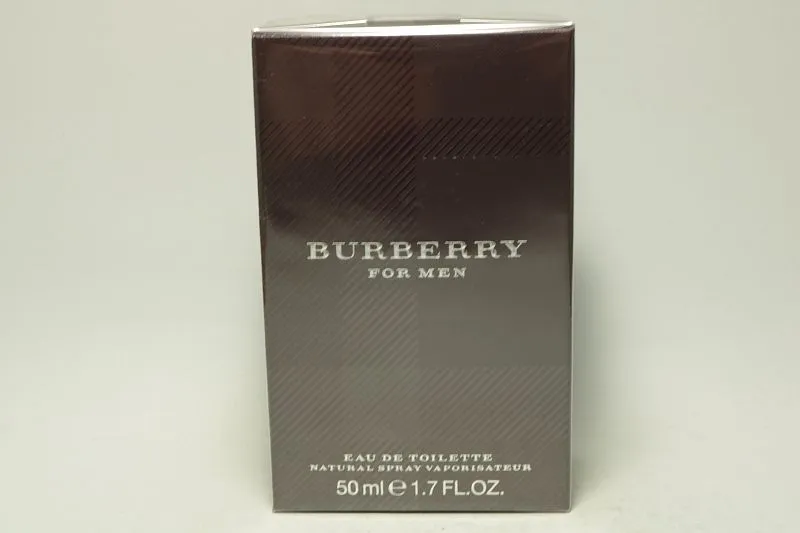 BURBERRY
FOR MEN
EAU DE TOILETTE
NATURAL SPRAY VAPORISATEUR
50 ml ℮ 1.7 FL.OZ.